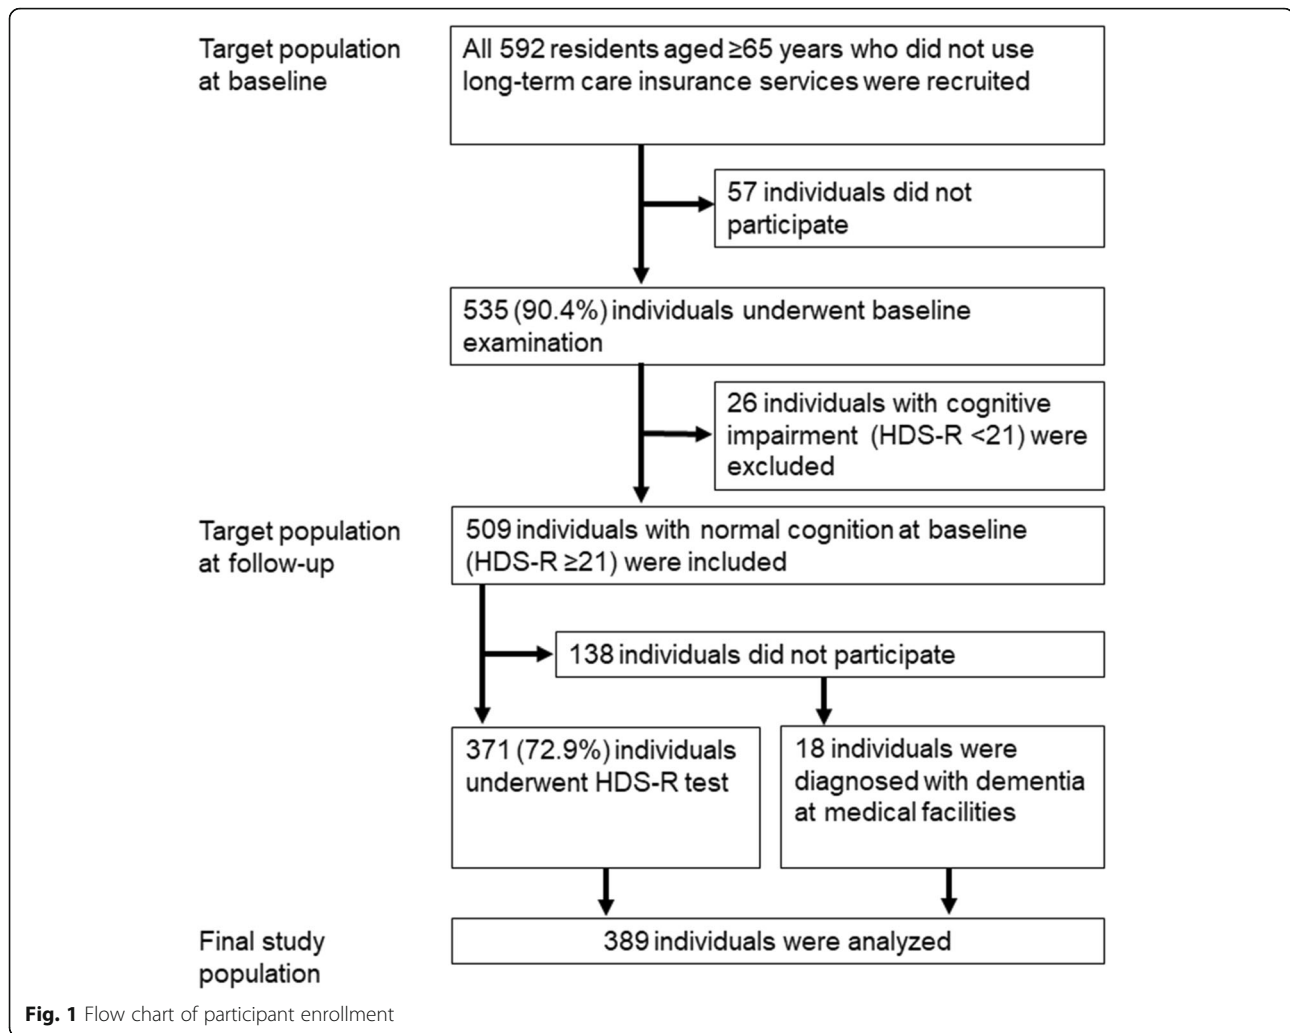 Target population
at baseline
All 592 residents aged ≥65 years who did not use
long-term care insurance services were recruited
57 individuals did not
participate
535 (90.4%) individuals underwent baseline
examination
26 individuals with cognitive
impairment (HDS-R <21) were
excluded
Target population
at follow-up
509 individuals with normal cognition at baseline
(HDS-R ≥21) were included
138 individuals did not participate
371 (72.9%) individuals
underwent HDS-R test
18 individuals were
diagnosed with dementia
at medical facilities
Final study
population
389 individuals were analyzed
Fig. 1 Flow chart of participant enrollment